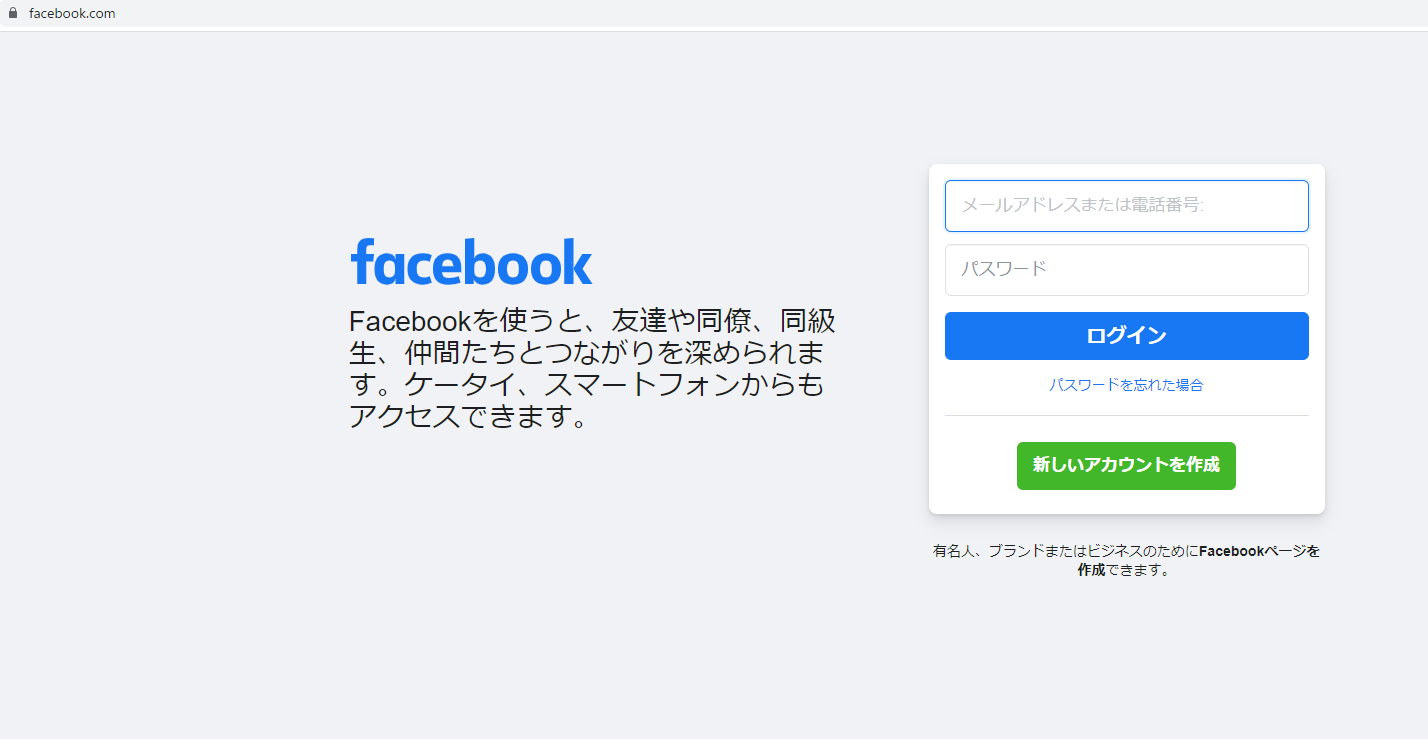 facebook.com
facebook
Facebookを使うと、友達や同僚、同級
生、仲間たちとつながりを深められま
す。ケータイ、スマートフォンからも
アクセスできます。
メールアドレスまたは電話番号:
パスワード
ログイン
パスワードを忘れた場合
新しいアカウントを作成
有名人、ブランドまたはビジネスのためにFacebookページを
作成できます。